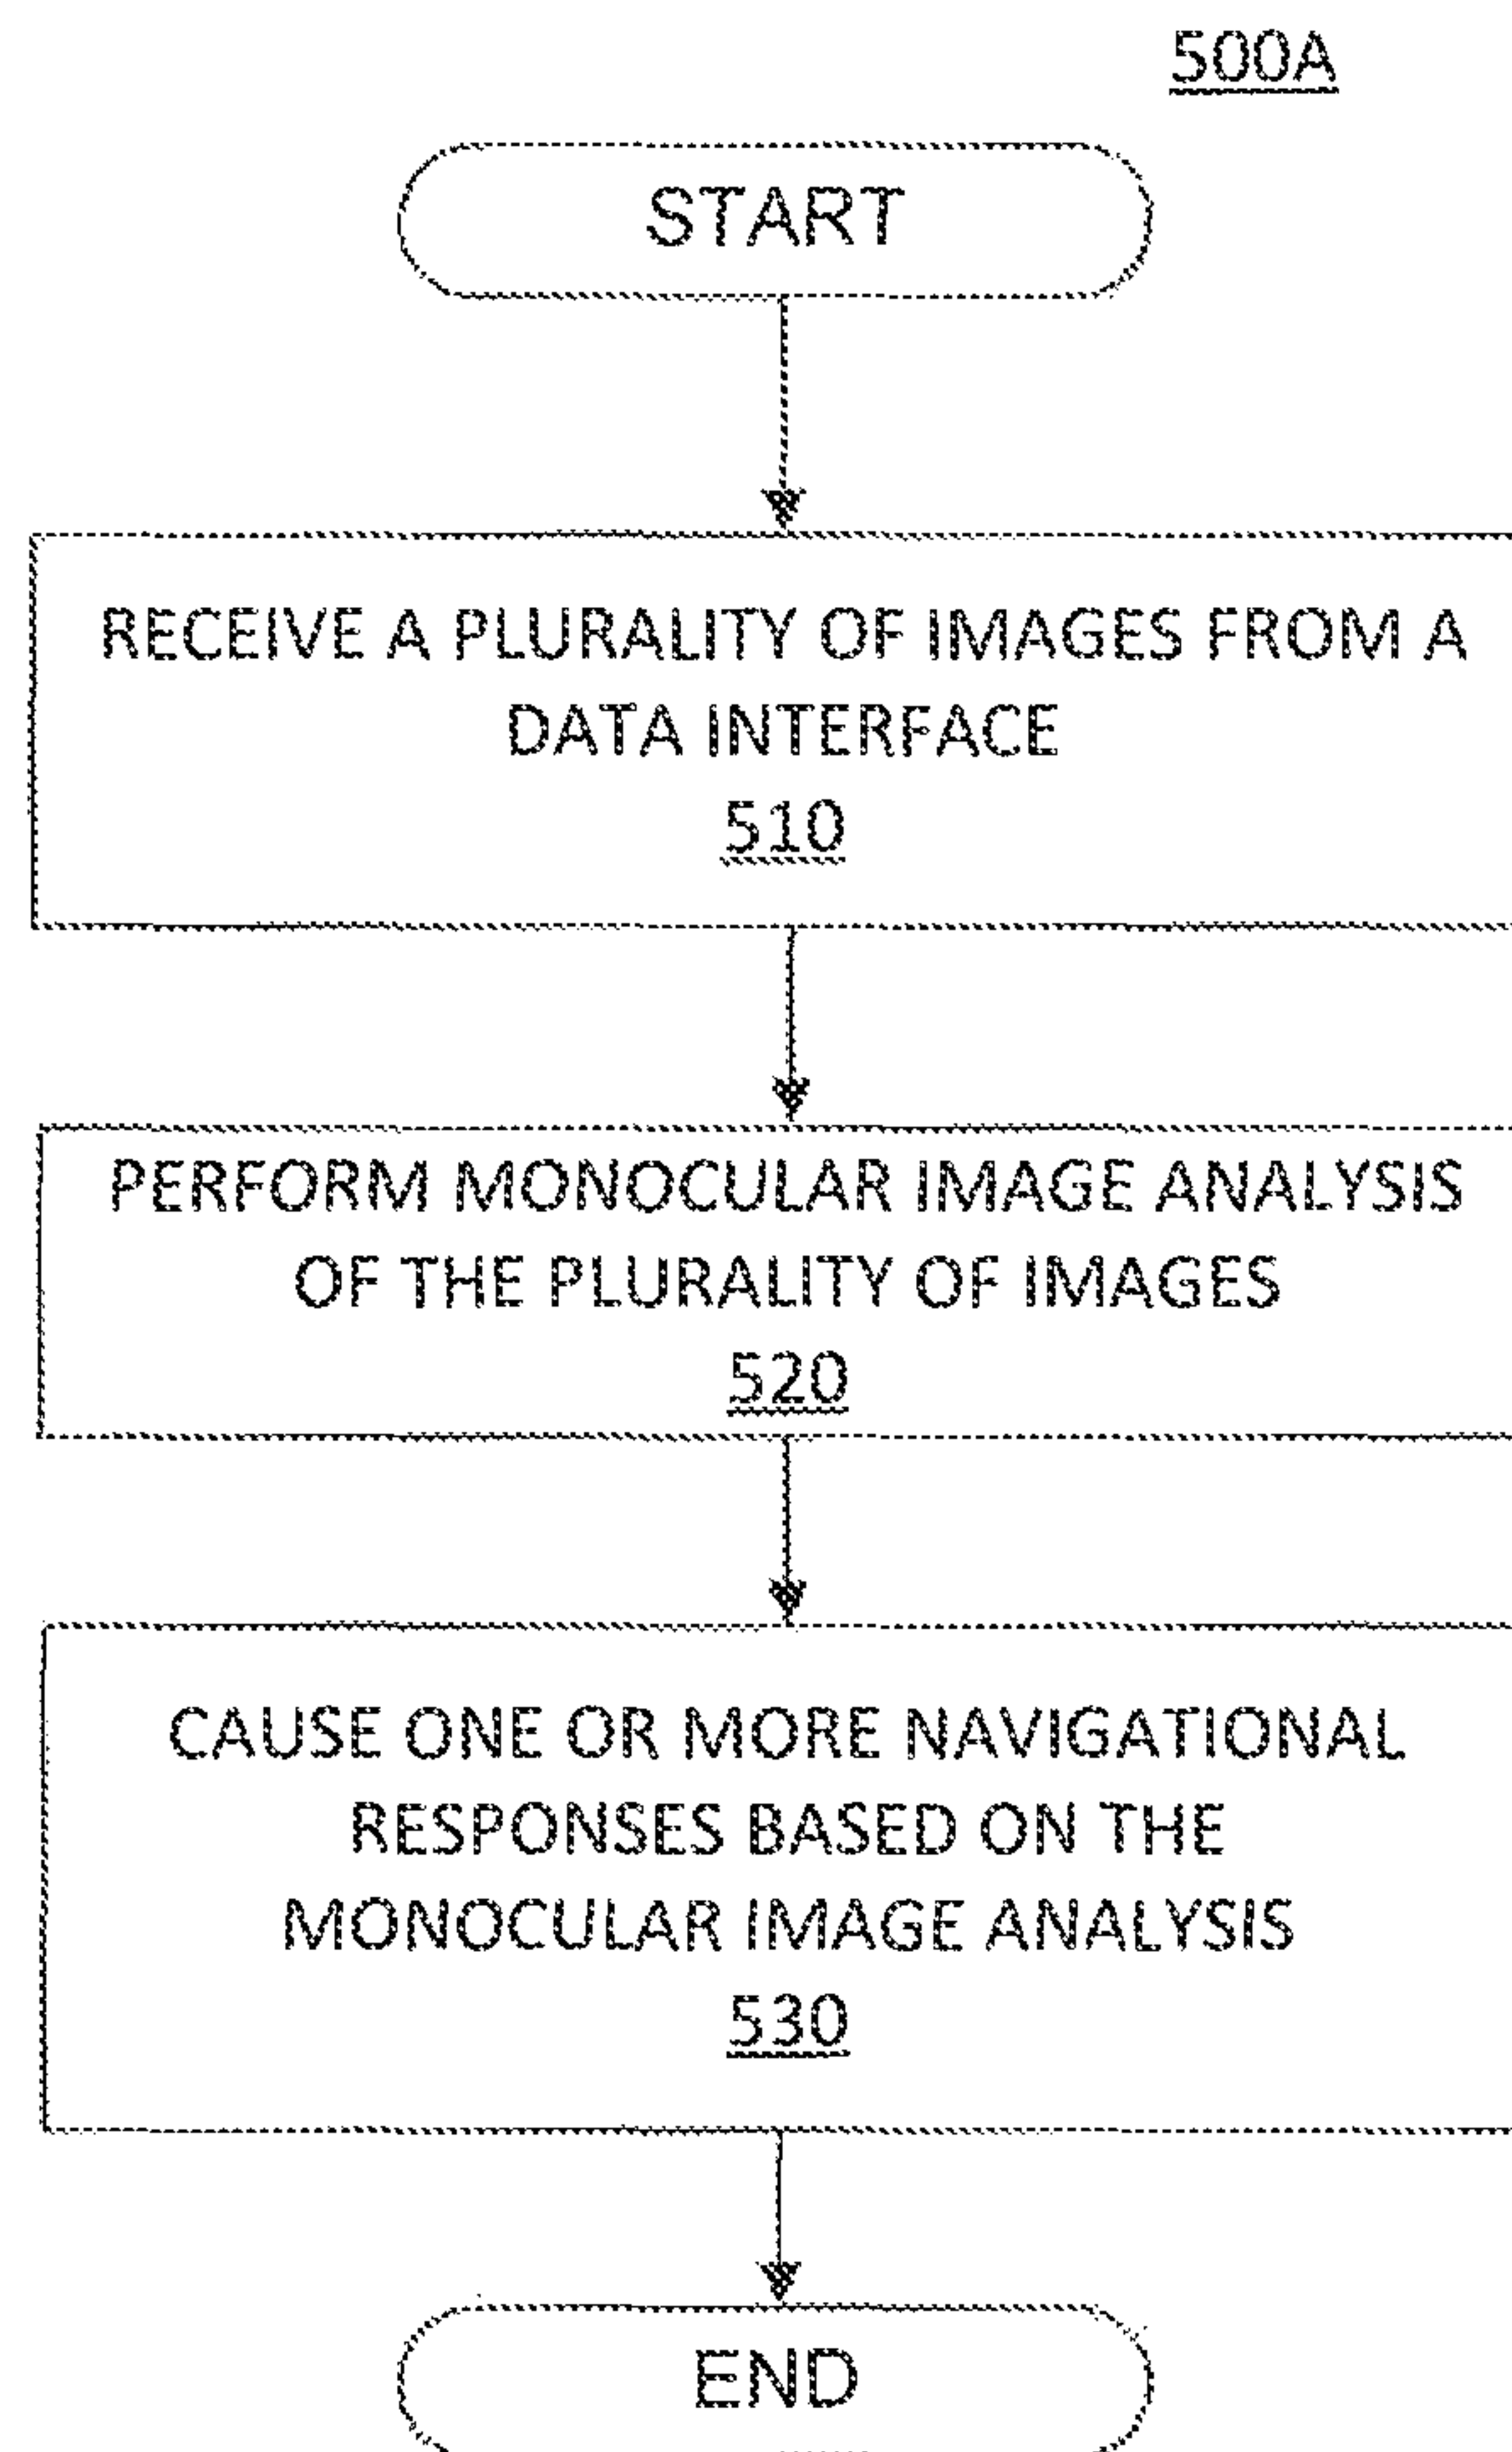 500A
START
RECEIVE A PLURALITY OF IMAGES FROM A
DATA INTERFACE
510
PERFORM MONOCULAR IMAGE ANALYSIS
OF THE PLURALITY OF IMAGES
520
CAUSE ONE OR MORE NAVIGATIONAL
RESPONSES BASED ON THE
MONOCULAR IMAGE ANALYSIS
530
END